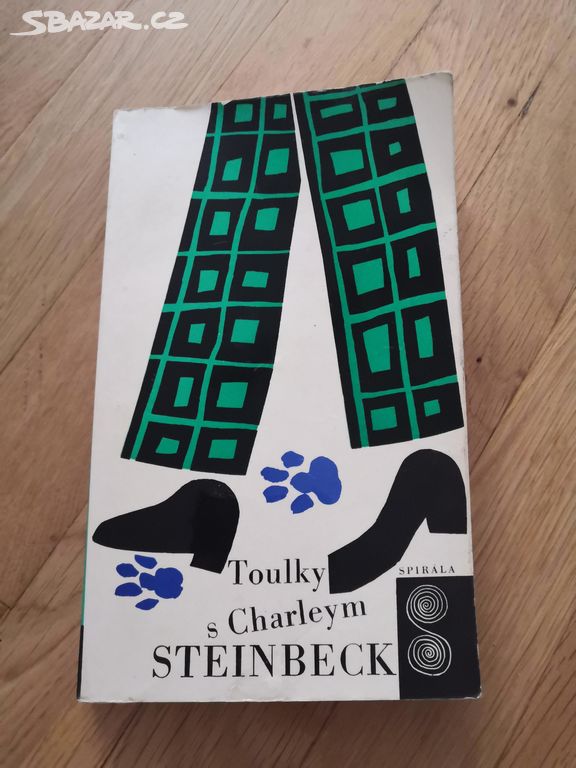 SBAZAR.CZ
Toulky
s Charleym
STEINBECK
SPIRÁLA